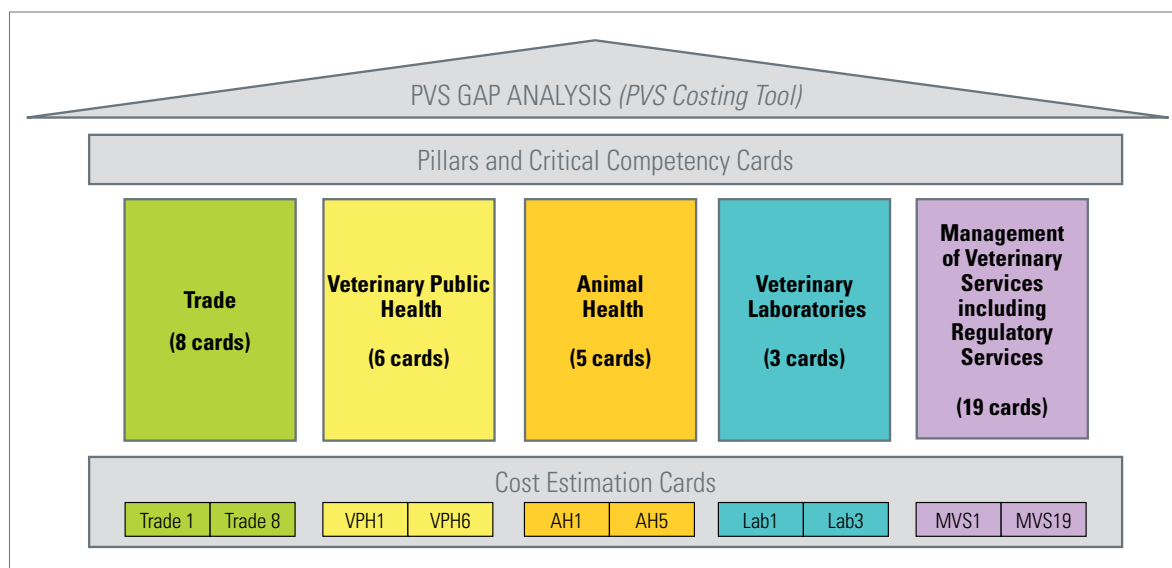 PVS GAP ANALYSIS (PVS Costing Tool)
Pillars and Critical Competency Cards
Trade
(8 cards)
Veterinary Public
Health
(6 cards)
Animal
Health
(5 cards)
Veterinary
Laboratories
(3 cards)
Management
of Veterinary
Services
including
Regulatory
Services
(19 cards)
Cost Estimation Cards
Trade 1 Trade 8 VPH1 VPH6 AH1 AH5 Lab1 Lab3 MVS1 MVS19